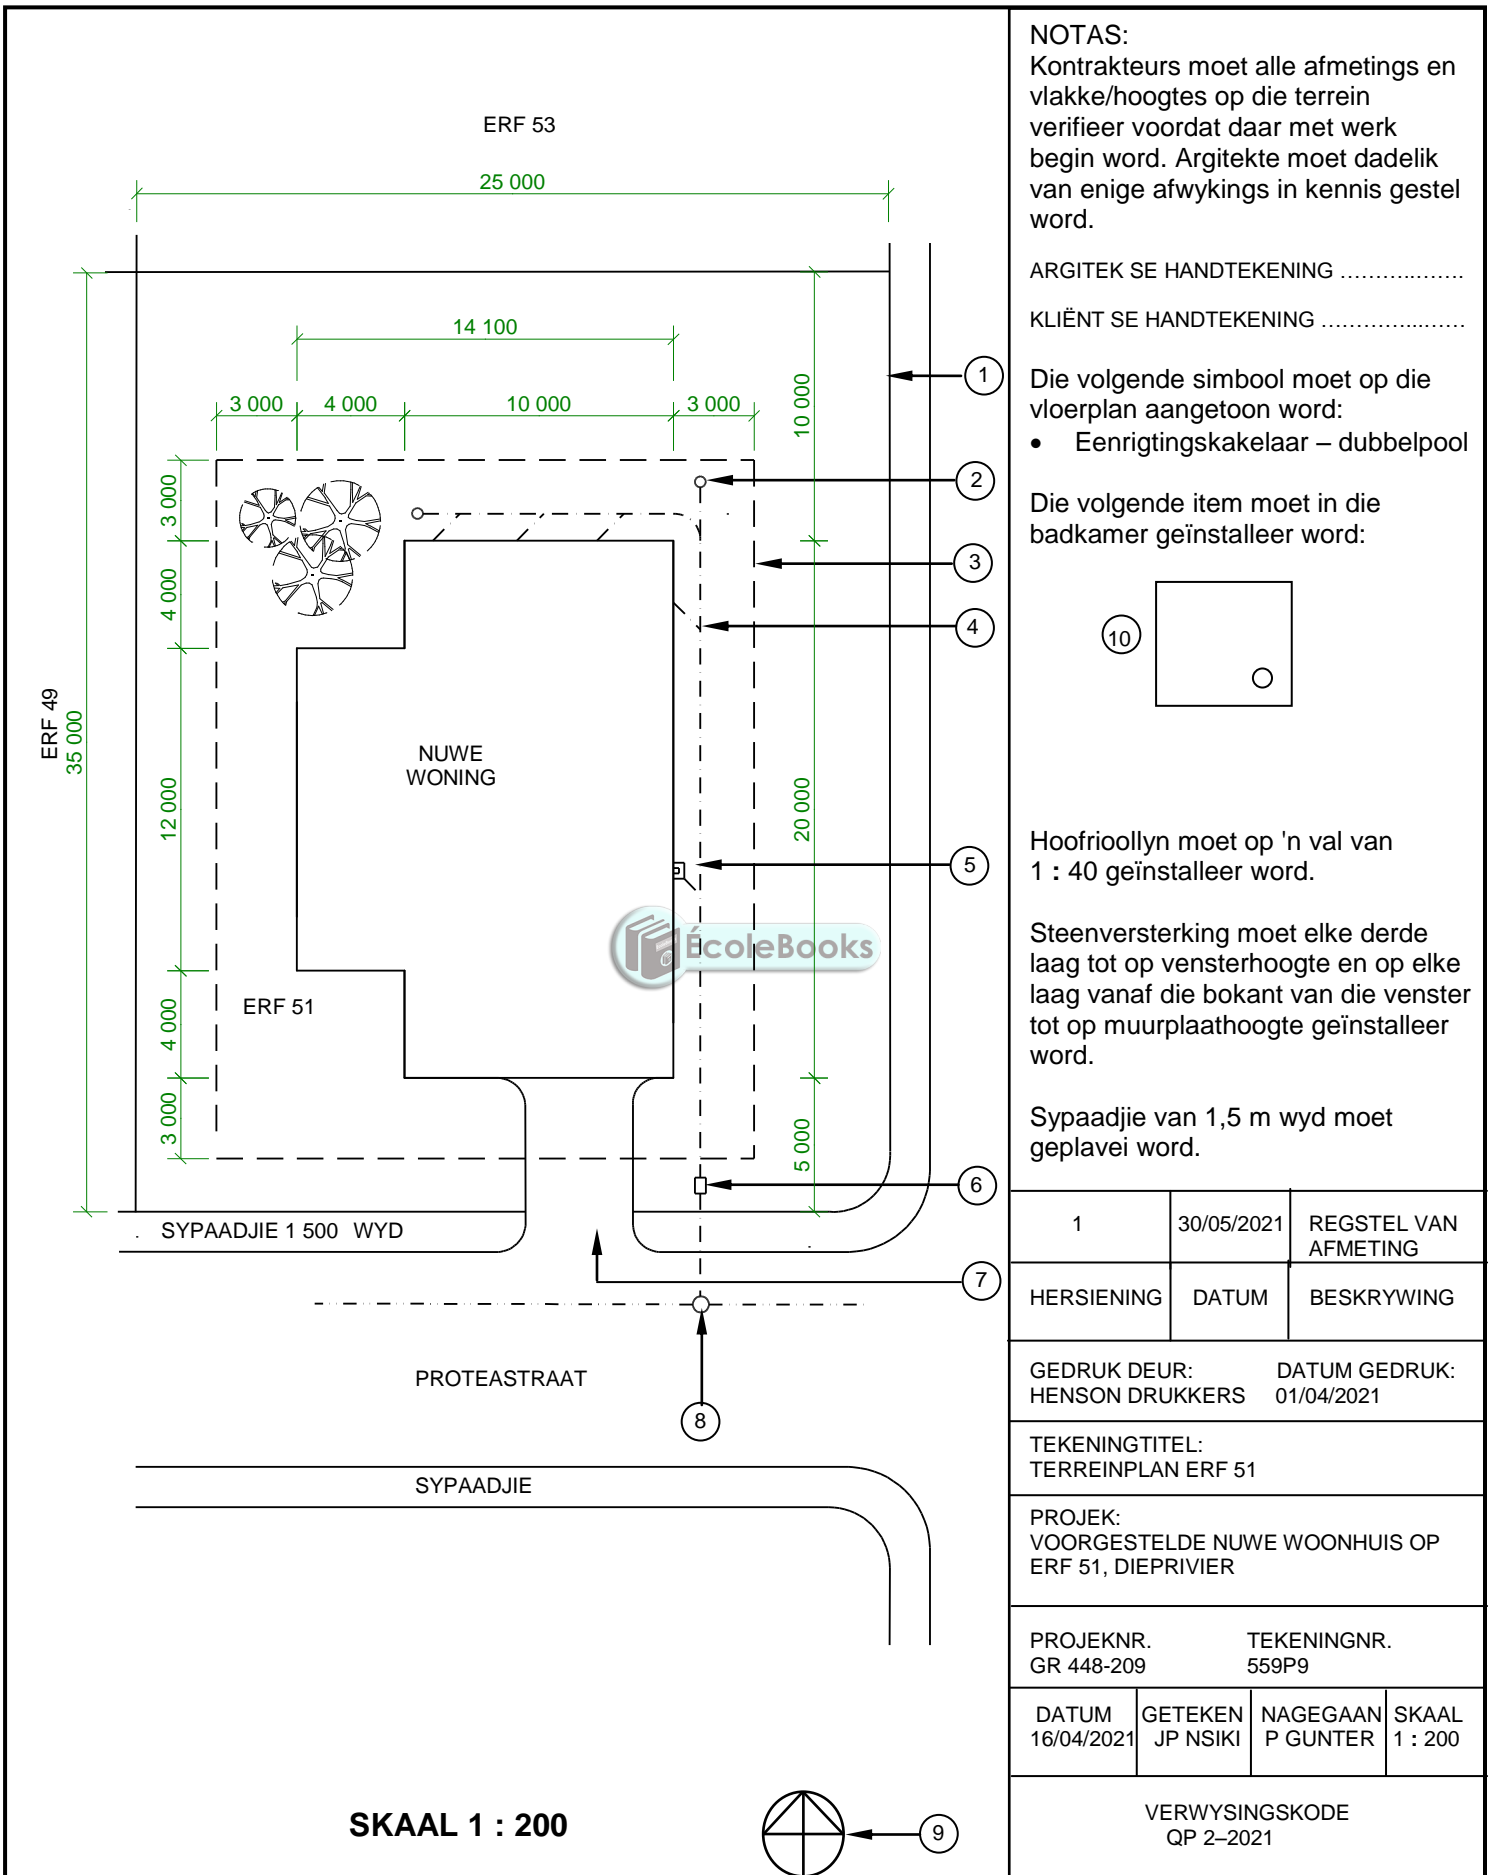 ERF 53
25 000
14 100
3 000
4 000
10 000
3 000
10 000
3 000
4 000
12 000
4 000
3 000
35 000
ERF 49
20 000
5 000
NUWE
WONING
ERF 51
ÉcoleBooks
1
2
3
4
5
6
7
8
SYPAADJIE 1 500 WYD
PROTEASTRAAT
SYPAADJIE
SKAAL 1 : 200
9
NOTAS:
Kontrakteurs moet alle afmetings en
vlakke/hoogtes op die terrein
verifieer voordat daar met werk
begin word. Argitekte moet dadelik
van enige afwykings in kennis gestel
word.
ARGITEK SE HANDTEKENING ..................
KLIËNT SE HANDTEKENING .....................
Die volgende simbool moet op die
vloerplan aangetoon word:
• Eenrigtingskakelaar – dubbelpool
Die volgende item moet in die
badkamer geïnstalleer word:
10
Hoofrioollyn moet op 'n val van
1 : 40 geïnstalleer word.
Steenversterking moet elke derde
laag tot op vensterhoogte en op elke
laag vanaf die bokant van die venster
tot op muurplaathoogte geïnstalleer
word.
Sypaadjie van 1,5 m wyd moet
geplavei word.
1 30/05/2021 REGSTEL VAN
AFMETING
HERSIENING DATUM BESKRYWING
GEDRUK DEUR: DATUM GEDRUK:
HENSON DRUKKERS 01/04/2021
TEKENINGTITEL:
TERREINPLAN ERF 51
PROJEK:
VOORGESTELDE NUWE WOONHUIS OP
ERF 51, DIEPRIVIER
PROJEKNR. TEKENINGNR.
GR 448-209 559P9
DATUM GETEKEN NAGEGAAN SKAAL
16/04/2021 JP NSIKI P GUNTER 1 : 200
VERWYSINGSKODE
QP 2–2021